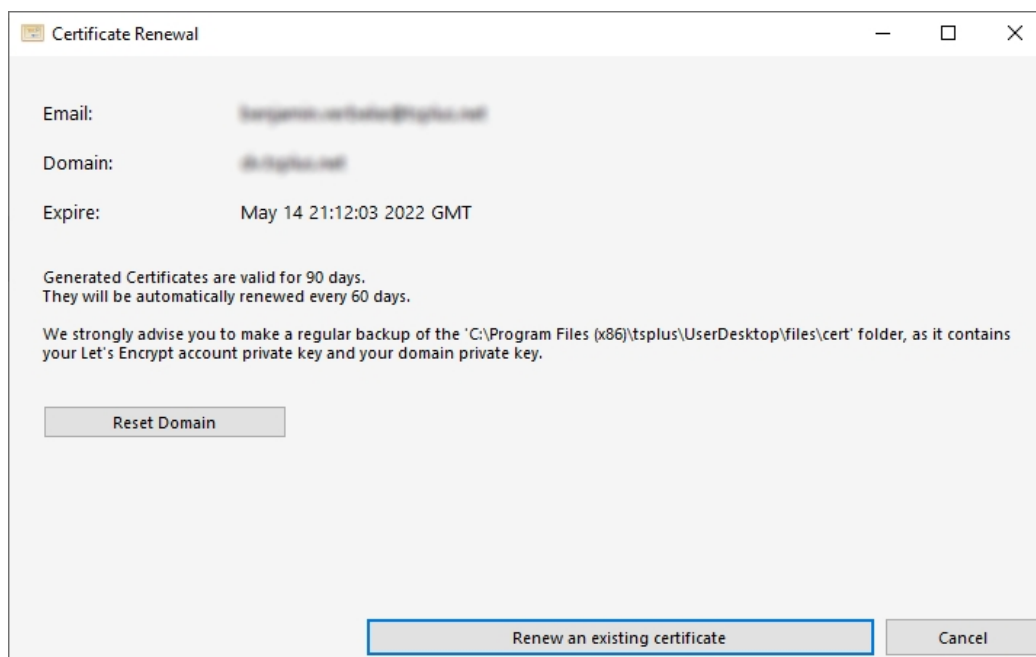 Certificate Renewal
Email:
Domain:
Expire: May 14 21:12:03 2022 GMT
Generated Certificates are valid for 90 days.
They will be automatically renewed every 60 days.
We strongly advise you to make a regular backup of the 'C:\Program Files (x86)\tsplus\UserDesktop\files\cert' folder, as it contains
your Let's Encrypt account private key and your domain private key.
Reset Domain
Renew an existing certificate Cancel